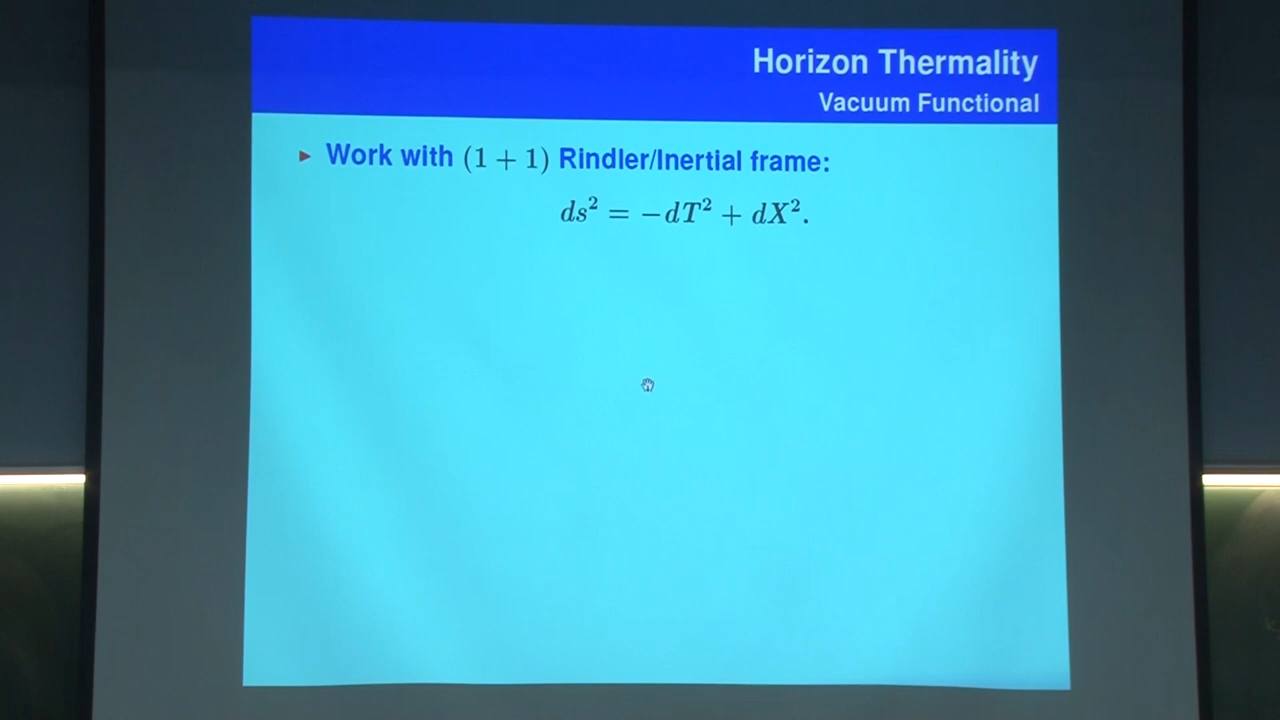 Horizon Thermality
Vacuum Functional
▶ Work with (1 + 1) Rindler/Inertial frame:
ds² = −dT² + dX².